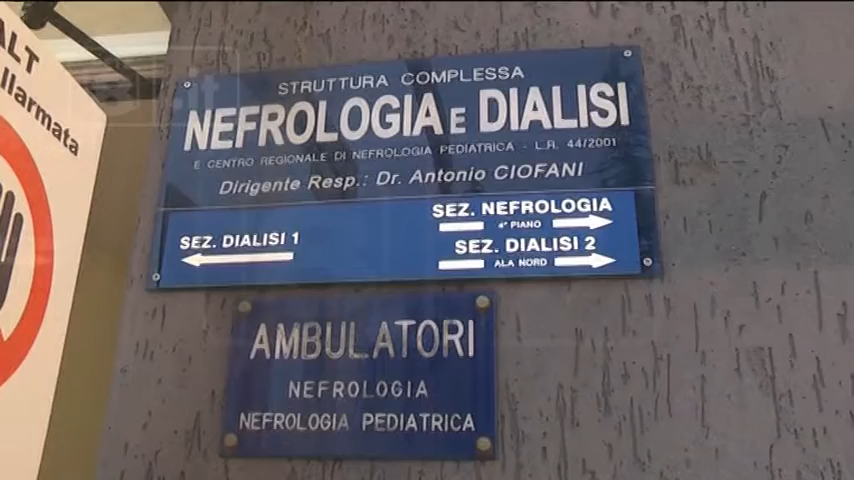 ALT
allarmata
STRUTTURA COMPLESSA
NEFROLOGIA E DIALISI
E CENTRO REGIONALE DI NEFROLOGIA PEDIATRICA - L.R. 44/2001
Dirigente Resp.: Dr. Antonio CIOFANI
SEZ. DIALISI 1
SEZ. NEFROLOGIA
4° PIANO
SEZ. DIALISI 2
ALA NORD
AMBULATORI
NEFROLOGIA
NEFROLOGIA PEDIATRICA